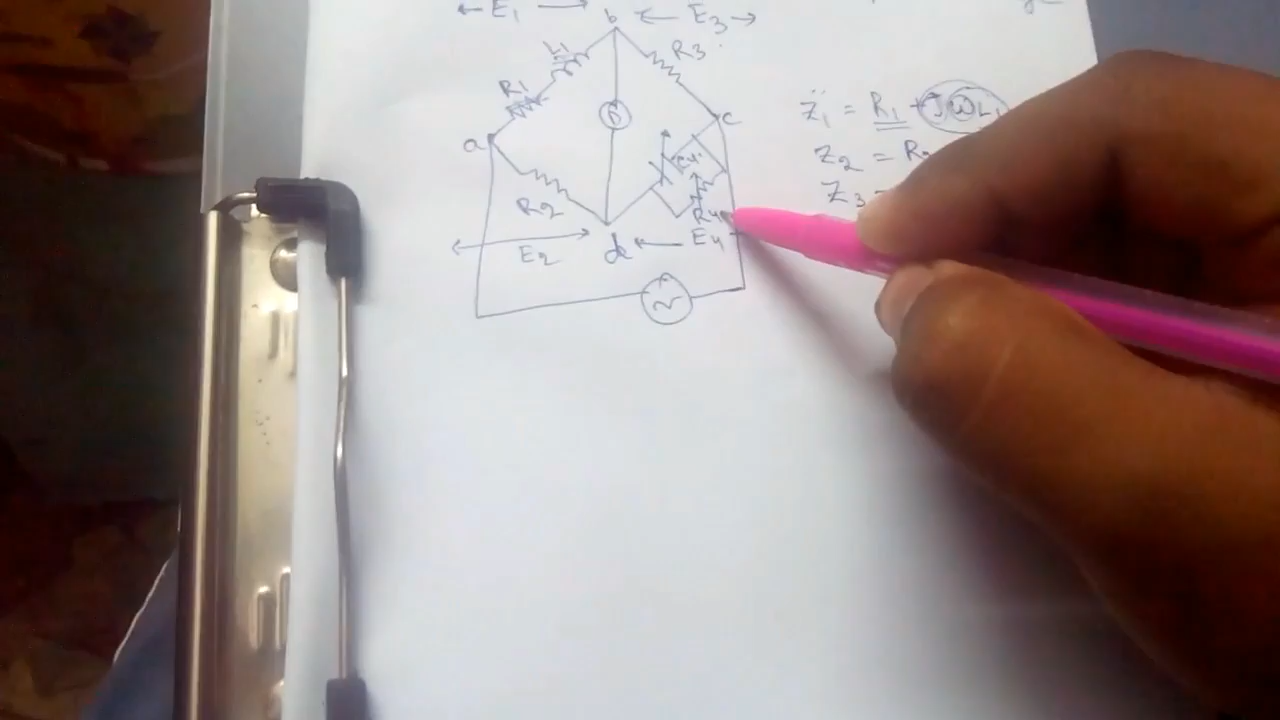 ← E1 → b ← E3 →
L1 R3
R1
Z1 = R1 + JωL1
a D c
C4
Z2 =
R2 R4
Z3
E2 d ← E4
~